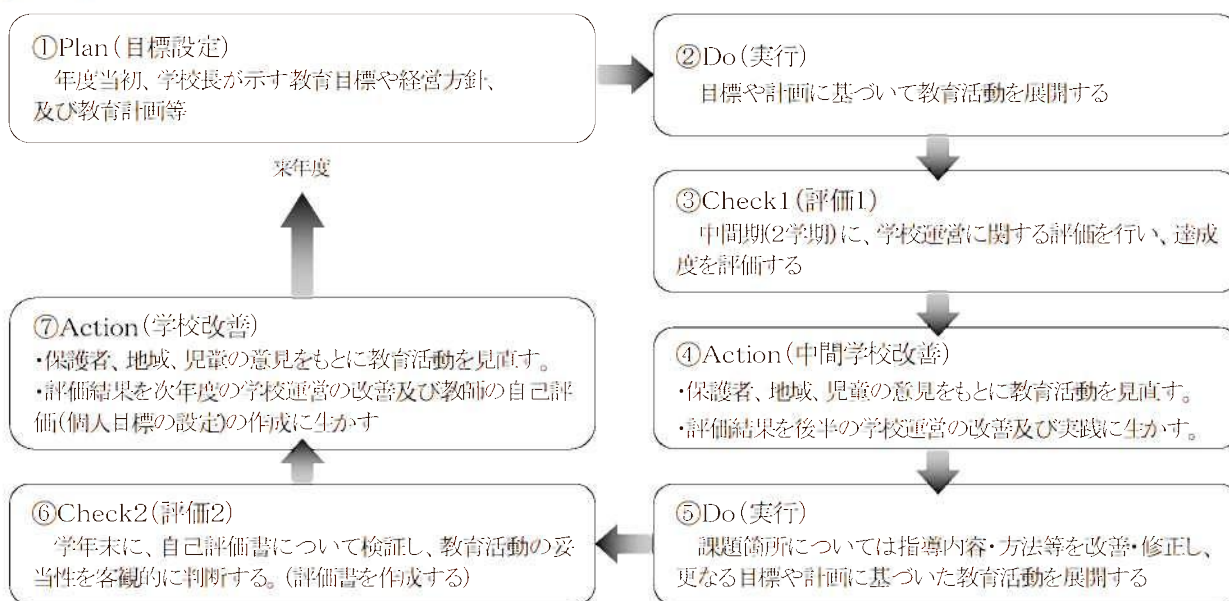 ①Plan(目標設定)
年度当初、学校長が示す教育目標や経営方針、
及び教育計画等
②Do(実行)
目標や計画に基づいて教育活動を展開する
③Check1(評価1)
中間期(2学期)に、学校運営に関する評価を行い、達成
度を評価する
④Action(中間学校改善)
・保護者、地域、児童の意見をもとに教育活動を見直す。
・評価結果を後半の学校運営の改善及び実践に生かす。
⑤Do(実行)
課題箇所については指導内容・方法等を改善・修正し、
更なる目標や計画に基づいた教育活動を展開する
⑥Check2(評価2)
学年末に、自己評価書について検証し、教育活動の妥
当性を客観的に判断する。(評価書を作成する)
⑦Action(学校改善)
・保護者、地域、児童の意見をもとに教育活動を見直す。
・評価結果を次年度の学校運営の改善及び教師の自己評
価(個人目標の設定)の作成に生かす
来年度